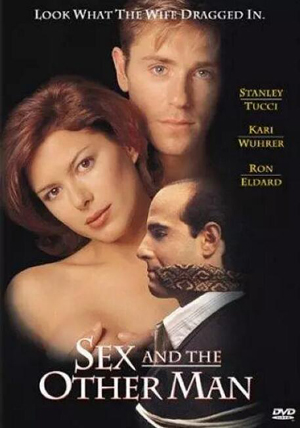 LOOK WHAT THE WIFE DRAGGED IN.
STANLEY
TUCCI
KARI
WUHRER
RON
ELDARD
SEX AND THE
OTHER MAN
DVD